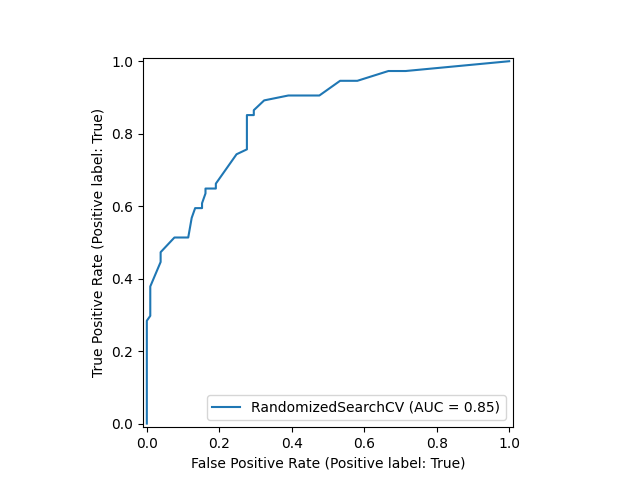 1.0
0.8
0.6
0.4
0.2
0.0
True Positive Rate (Positive label: True)
RandomizedSearchCV (AUC = 0.85)
0.0 0.2 0.4 0.6 0.8 1.0
False Positive Rate (Positive label: True)